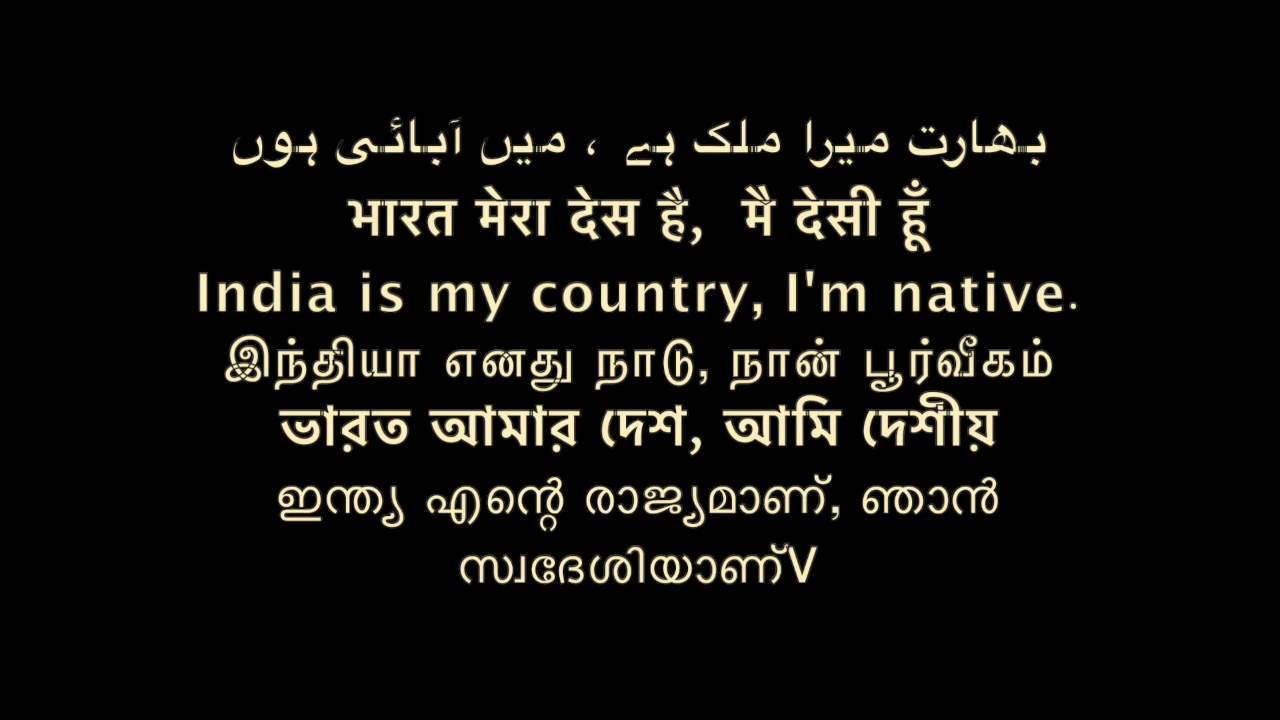 بھارت میرا ملک ہے ، میں آبائی ہوں
भारत मेरा देस है, मै देसी हूँ
India is my country, I'm native.
இந்தியா எனது நாடு, நான் பூர்வீகம்
ভারত আমার দেশ, আমি দেশীয়
ഇന്ത്യ എന്റെ രാജ്യമാണ്, ഞാൻ
സ്വദേശിയാണ്V